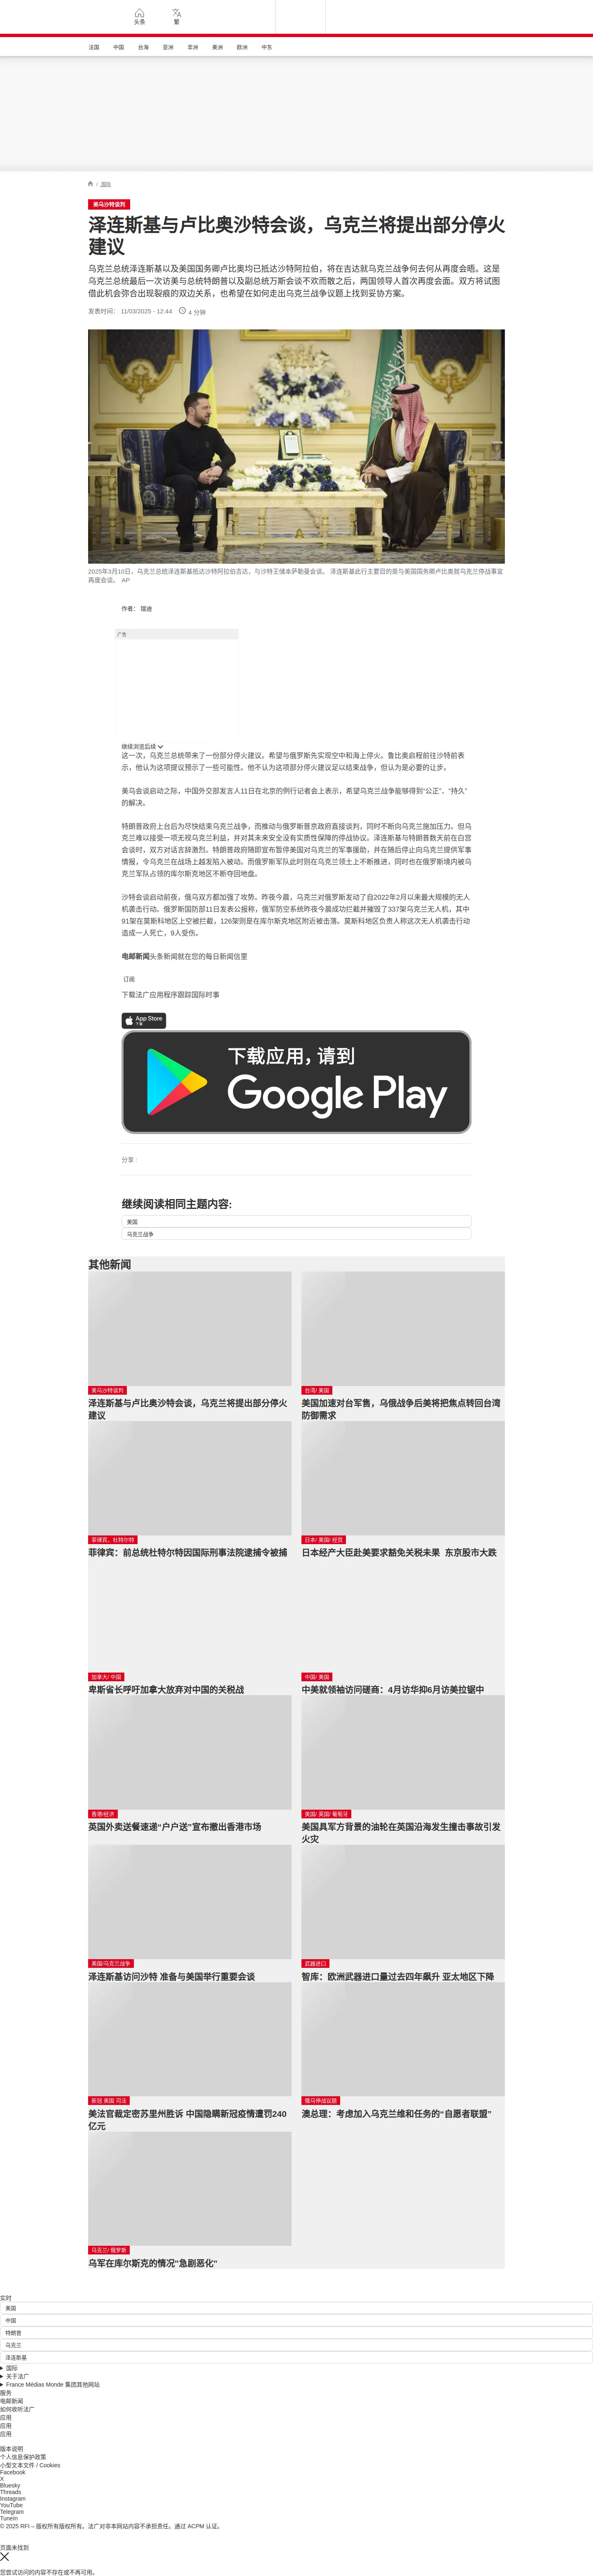 头条
繁
法国
中国
台海
亚洲
非洲
美洲
欧洲
中东
/ 国际
美乌沙特谈判
泽连斯基与卢比奥沙特会谈，乌克兰将提出部分停火
建议
乌克兰总统泽连斯基以及美国国务卿卢比奥均已抵达沙特阿拉伯，将在吉达就乌克兰战争何去何从再度会晤。这是
乌克兰总统最后一次访美与总统特朗普以及副总统万斯会谈不欢而散之后，两国领导人首次再度会面。双方将试图
借此机会弥合出现裂痕的双边关系，也希望在如何走出乌克兰战争议题上找到妥协方案。
发表时间： 11/03/2025 - 12:44 4 分钟
2025年3月10日，乌克兰总统泽连斯基抵达沙特阿拉伯吉达，与沙特王储本萨勒曼会谈。 泽连斯基此行主要目的是与美国国务卿卢比奥就乌克兰停战事宜
再度会谈。 AP
作者： 瑞迪
广告
继续浏览后续
这一次，乌克兰总统带来了一份部分停火建议。希望与俄罗斯先实现空中和海上停火。鲁比奥启程前往沙特前表
示，他认为这项提议预示了一些可能性。他不认为这项部分停火建议足以结束战争，但认为是必要的让步。
美乌会谈启动之际，中国外交部发言人11日在北京的例行记者会上表示，希望乌克兰战争能够得到“公正”、“持久”
的解决。
特朗普政府上台后为尽快结束乌克兰战争，而推动与俄罗斯普京政府直接谈判，同时不断向乌克兰施加压力。但乌
克兰难以接受一项无视乌克兰利益，并对其未来安全没有实质性保障的停战协议。泽连斯基与特朗普数天前在白宫
会谈时，双方对话言辞激烈。特朗普政府随即宣布暂停美国对乌克兰的军事援助，并在随后停止向乌克兰提供军事
情报，令乌克兰在战场上越发陷入被动。而俄罗斯军队此时则在乌克兰领土上不断推进，同时也在俄罗斯境内被乌
克兰军队占领的库尔斯克地区不断夺回地盘。
沙特会谈启动前夜，俄乌双方都加强了攻势。昨夜今晨，乌克兰对俄罗斯发动了自2022年2月以来最大规模的无人
机袭击行动。俄罗斯国防部11日发表公报称，俄军防空系统昨夜今晨成功拦截并摧毁了337架乌克兰无人机，其中
91架在莫斯科地区上空被拦截，126架则是在库尔斯克地区附近被击落。莫斯科地区负责人称这次无人机袭击行动
造成一人死亡，9人受伤。
电邮新闻头条新闻就在您的每日新闻信里
订阅
下载法广应用程序跟踪国际时事
App Store
下载
下载应用，请到
Google Play
分享 :
继续阅读相同主题内容:
美国
乌克兰战争
其他新闻
美乌沙特谈判
泽连斯基与卢比奥沙特会谈，乌克兰将提出部分停火
建议
台湾/ 美国
美国加速对台军售，乌俄战争后美将把焦点转回台湾
防御需求
菲律宾，杜特尔特
菲律宾：前总统杜特尔特因国际刑事法院逮捕令被捕
日本/ 美国/ 经贸
日本经产大臣赴美要求豁免关税未果 东京股市大跌
加拿大/ 中国
卑斯省长呼吁加拿大放弃对中国的关税战
中国/ 美国
中美就领袖访问磋商：4月访华抑6月访美拉锯中
香港/经济
英国外卖送餐速递“户户送”宣布撤出香港市场
美国/ 英国/ 葡萄牙
美国具军方背景的油轮在英国沿海发生撞击事故引发
火灾
美国/乌克兰战争
泽连斯基访问沙特 准备与美国举行重要会谈
武器进口
智库：欧洲武器进口量过去四年飙升 亚太地区下降
新冠 美国 司法
美法官裁定密苏里州胜诉 中国隐瞒新冠疫情遭罚240
亿元
俄乌停战议题
澳总理：考虑加入乌克兰维和任务的“自愿者联盟”
乌克兰/ 俄罗斯
乌军在库尔斯克的情况"急剧恶化"
实时
美国
中国
特朗普
乌克兰
泽连斯基
国际
关于法广
France Médias Monde 集团其他网站
服务
电邮新闻
如何收听法广
应用
应用
应用
版本说明
个人信息保护政策
小型文本文件 / Cookies
Facebook
X
Bluesky
Threads
Instagram
YouTube
Telegram
TuneIn
© 2025 RFI – 版权所有版权所有。法广对非本网站内容不承担责任。通过 ACPM 认证。
页面未找到
您尝试访问的内容不存在或不再可用。